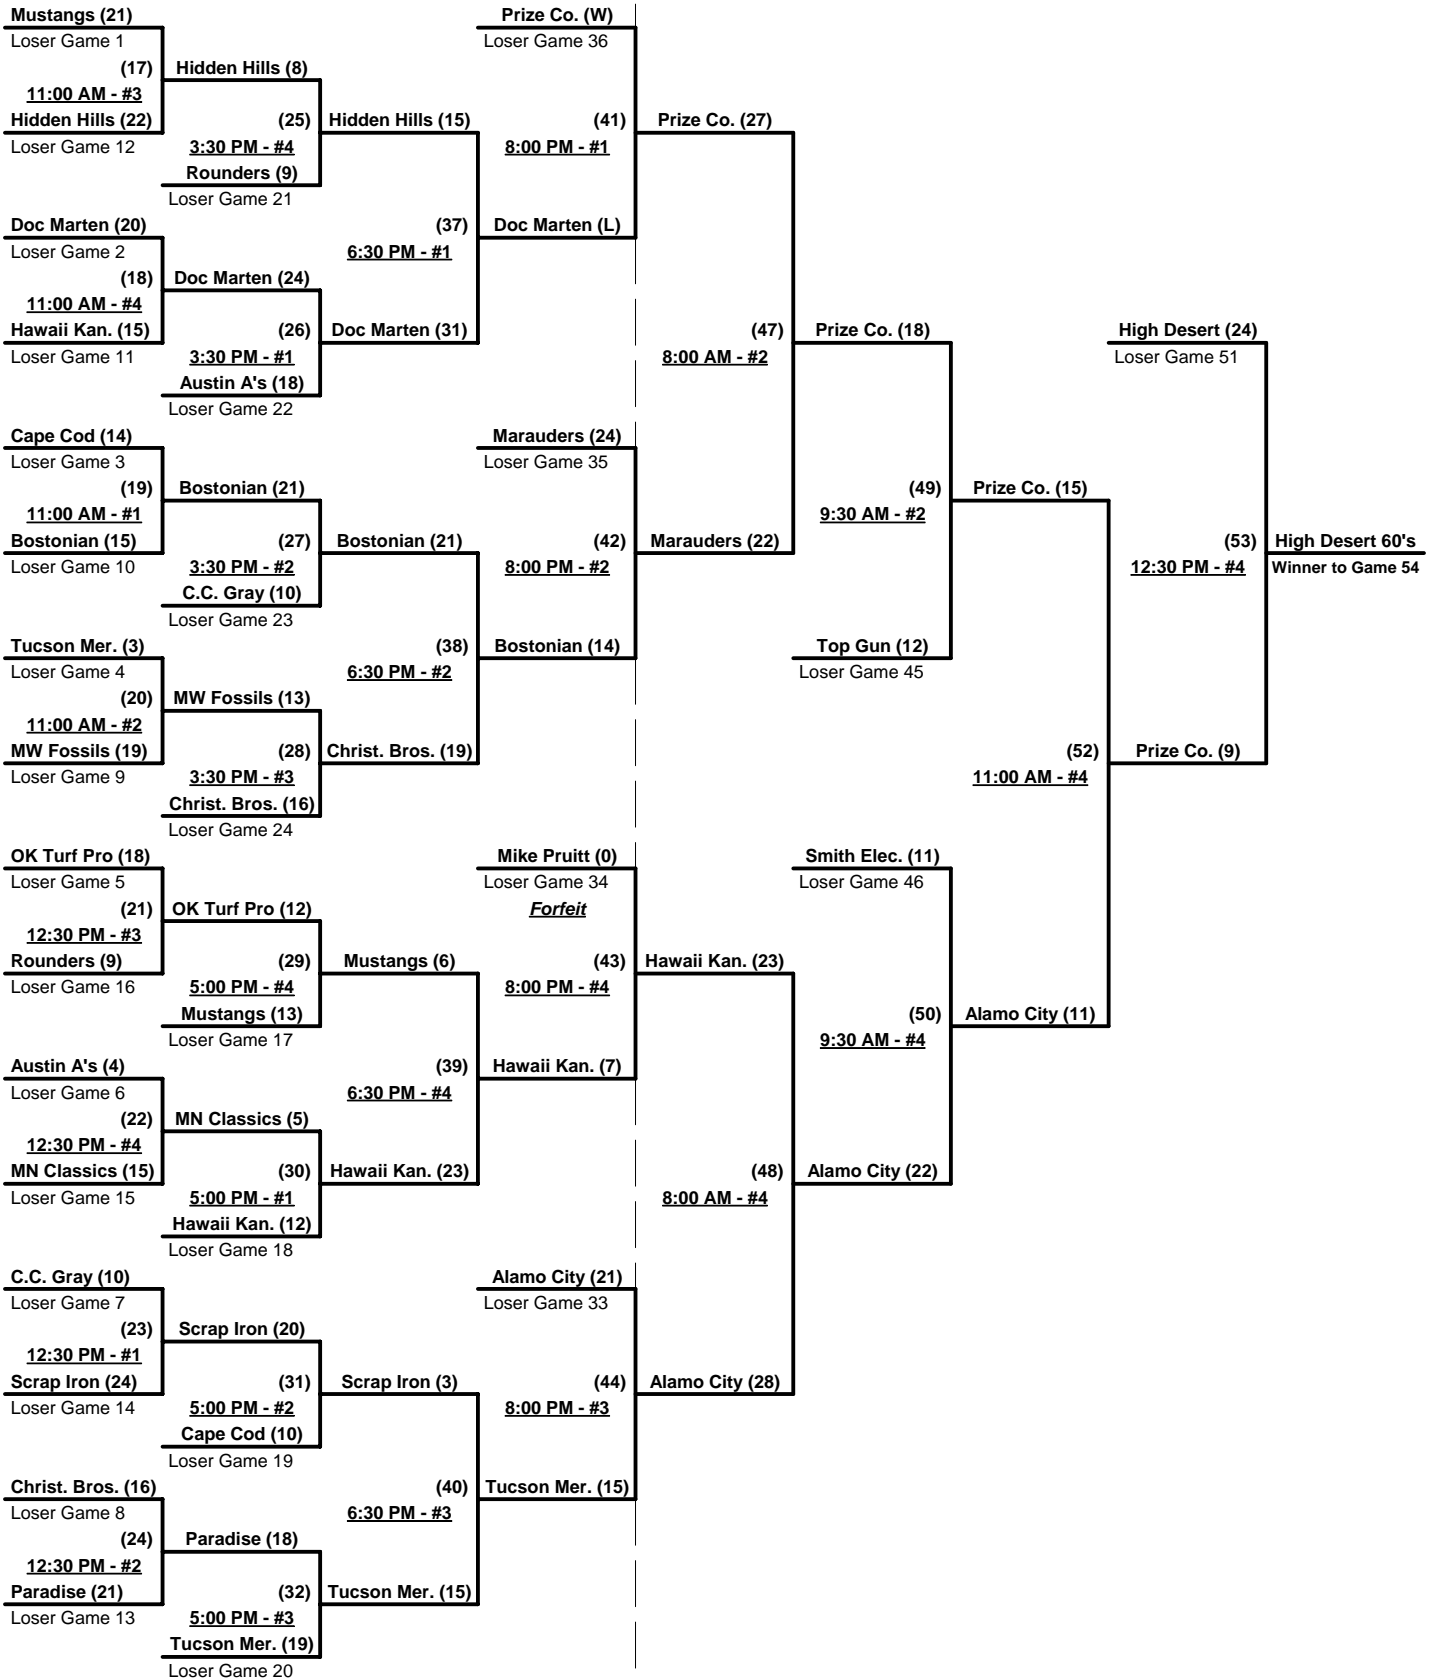 Mustangs (21)
Loser Game 1
(17)
11:00 AM - #3
Hidden Hills (22)
Loser Game 12
Hidden Hills (8)
(25)
3:30 PM - #4
Rounders (9)
Loser Game 21
Hidden Hills (15)
Doc Marten (20)
Loser Game 2
(18)
11:00 AM - #4
Hawaii Kan. (15)
Loser Game 11
Doc Marten (24)
(26)
3:30 PM - #1
Austin A's (18)
Loser Game 22
Doc Marten (31)
(37)
6:30 PM - #1
Prize Co. (W)
Loser Game 36
(41)
8:00 PM - #1
Doc Marten (L)
Prize Co. (27)
Cape Cod (14)
Loser Game 3
(19)
11:00 AM - #1
Bostonian (15)
Loser Game 10
Bostonian (21)
(27)
3:30 PM - #2
C.C. Gray (10)
Loser Game 23
Bostonian (21)
Tucson Mer. (3)
Loser Game 4
(20)
11:00 AM - #2
MW Fossils (19)
Loser Game 9
MW Fossils (13)
(28)
3:30 PM - #3
Christ. Bros. (16)
Loser Game 24
Christ. Bros. (19)
(38)
6:30 PM - #2
Marauders (24)
Loser Game 35
(42)
8:00 PM - #2
Bostonian (14)
Marauders (22)
(47)
8:00 AM - #2
Prize Co. (18)
(49)
9:30 AM - #2
Top Gun (12)
Loser Game 45
Prize Co. (15)
OK Turf Pro (18)
Loser Game 5
(21)
12:30 PM - #3
Rounders (9)
Loser Game 16
OK Turf Pro (12)
(29)
5:00 PM - #4
Mustangs (13)
Loser Game 17
Mustangs (6)
Austin A's (4)
Loser Game 6
(22)
12:30 PM - #4
MN Classics (15)
Loser Game 15
MN Classics (5)
(30)
5:00 PM - #1
Hawaii Kan. (12)
Loser Game 18
Hawaii Kan. (23)
(39)
6:30 PM - #4
Mike Pruitt (0)
Loser Game 34
Forfeit
(43)
8:00 PM - #4
Hawaii Kan. (7)
Hawaii Kan. (23)
C.C. Gray (10)
Loser Game 7
(23)
12:30 PM - #1
Scrap Iron (24)
Loser Game 14
Scrap Iron (20)
(31)
5:00 PM - #2
Cape Cod (10)
Loser Game 19
Scrap Iron (3)
Christ. Bros. (16)
Loser Game 8
(24)
12:30 PM - #2
Paradise (21)
Loser Game 13
Paradise (18)
(32)
5:00 PM - #3
Tucson Mer. (19)
Loser Game 20
Tucson Mer. (15)
(40)
6:30 PM - #3
Alamo City (21)
Loser Game 33
(44)
8:00 PM - #3
Tucson Mer. (15)
Alamo City (28)
(48)
8:00 AM - #4
Smith Elec. (11)
Loser Game 46
(50)
9:30 AM - #4
Alamo City (22)
Alamo City (11)
(52)
11:00 AM - #4
High Desert (24)
Loser Game 51
(53)
12:30 PM - #4
Prize Co. (9)
High Desert 60's
Winner to Game 54